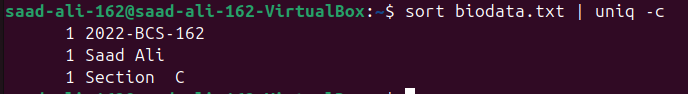 saad-ali-162@saad-ali-162-VirtualBox:~$ sort biodata.txt | uniq -c
      1 2022-BCS-162
      1 Saad Ali
      1 Section  C